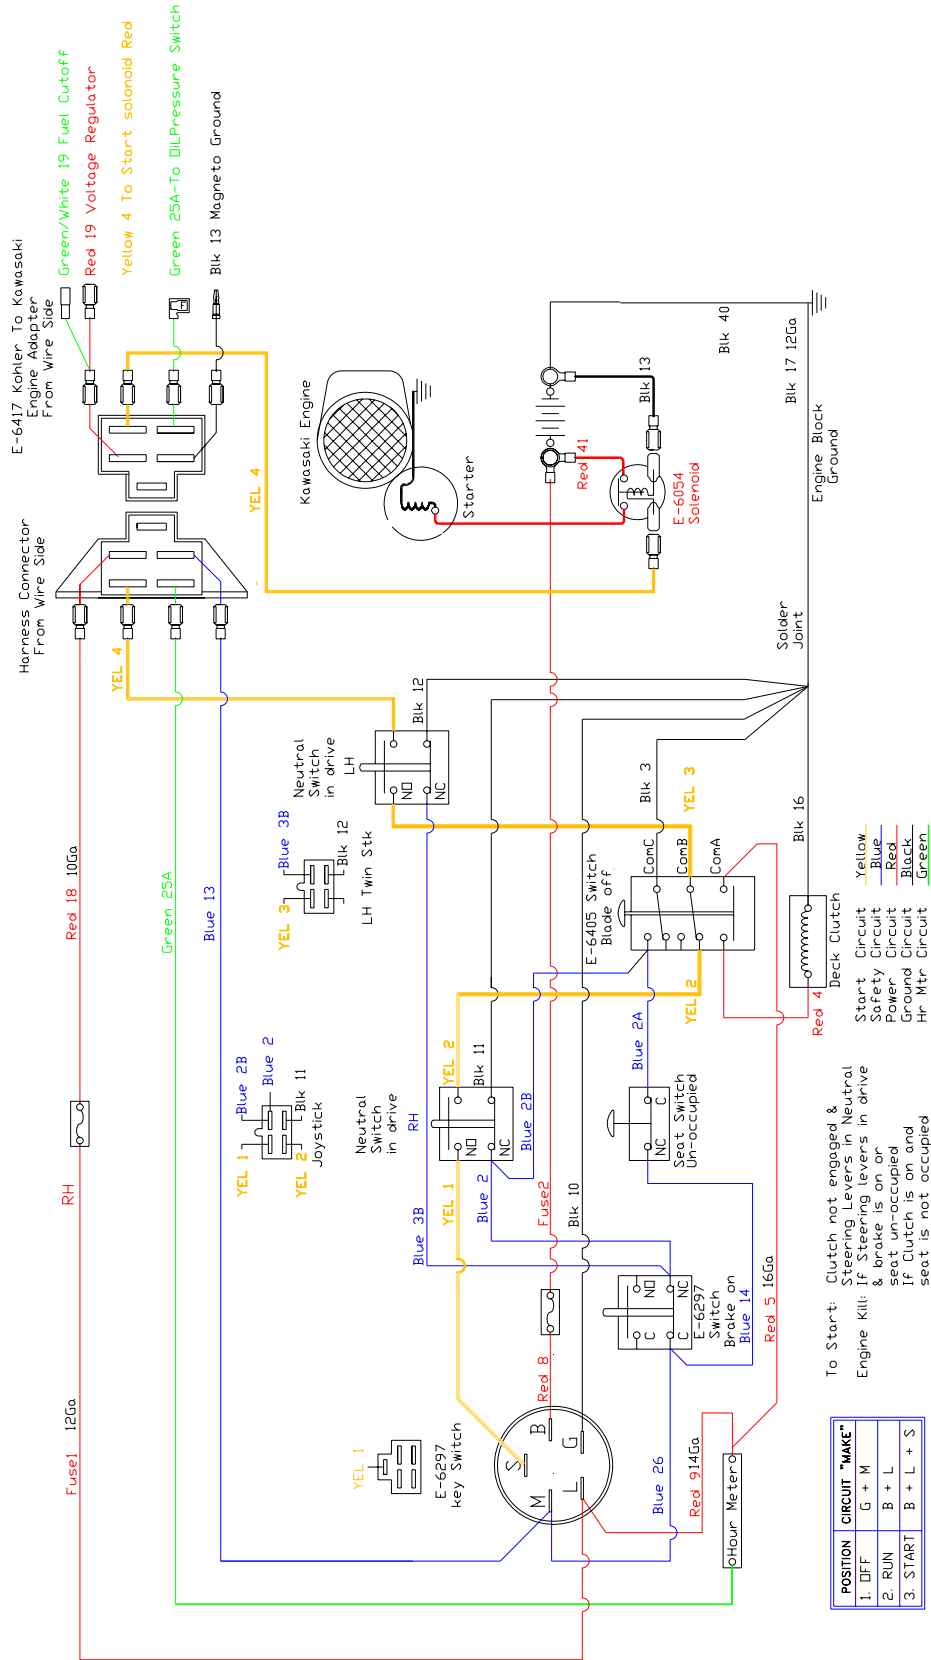 E-6417 Kohler To Kawasaki
Engine Adapter
From Wire Side
Green/White 19 Fuel Cutoff
Red 19 Voltage Regulator
Yellow 4 To Start solonoid Red
Green 25A-To OiLPressure Switch
Blk 13 Magneto Ground
Harness Connector
From Wire Side
YEL 4
YEL 4
Kawasaki Engine
Starter
Red 41
Blk 13
E-6054
Solenoid
Blk 40
Blk 17 12Ga
Engine Block
Ground
Solder
Joint
Red 18 10Ga
Green 25A
Blue 13
Neutral
Switch
in drive
LH
NO
NC
Blk 12
Blue 3B
Blk 12
YEL 3
LH Twin Stk
Blk 3
YEL 3
ComC
ComB
ComA
E-6405 Switch
Blade off
Blk 16
Deck Clutch
Red 4
YEL 2
Blue 2A
RH
Blue 2B
Blue 2
Blk 11
YEL 1
YEL 2
Joystick
Neutral
Switch
in drive
RH
YEL 2
Blk 11
NO
NC
Blue 2B
Blue 2
YEL 1
Blue 3B
Seat Switch
Un-occupied
C
NC
Fuse2
Blk 10
NO
NC
C
C
E-6297
Switch
Brake on
Blue 14
Red 5 16Ga
Fuse1 12Ga
YEL 1
E-6297
key Switch
Red 8
B
G
S
M
L
Blue 26
Red 9 14Ga
Hour Meter
Start Circuit Yellow
Safety Circuit Blue
Power Circuit Red
Ground Circuit Black
Hr Mtr Circuit Green
To Start: Clutch not engaged &
Steering Levers in Neutral
Engine Kill: If Steering levers in drive
& brake is on or
seat un-occupied
If Clutch is on and
seat is not occupied
POSITION CIRCUIT "MAKE"
1. OFF G + M
2. RUN B + L
3. START B + L + S